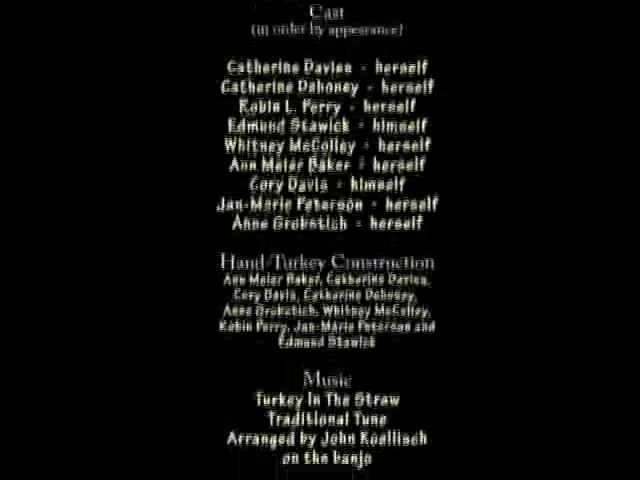 Cast
(in order by appearance)
Catherine Davies - herself
Catherine Dahoney - herself
Robin L. Perry - herself
Edmund Stawick - himself
Whitney McColley - herself
Ann Meier Baker - herself
Cory Davis - himself
Jan-Marie Peterson - herself
Anne Grobstich - herself
Hand/Turkey Construction
Ann Meier Baker, Catherine Davies,
Cory Davis, Catherine Dahoney,
Anne Grobstich, Whitney McColley,
Robin Perry, Jan-Marie Peterson and
Edmund Stawick
Music
Turkey In The Straw
Traditional Tune
Arranged by John
on the banjo